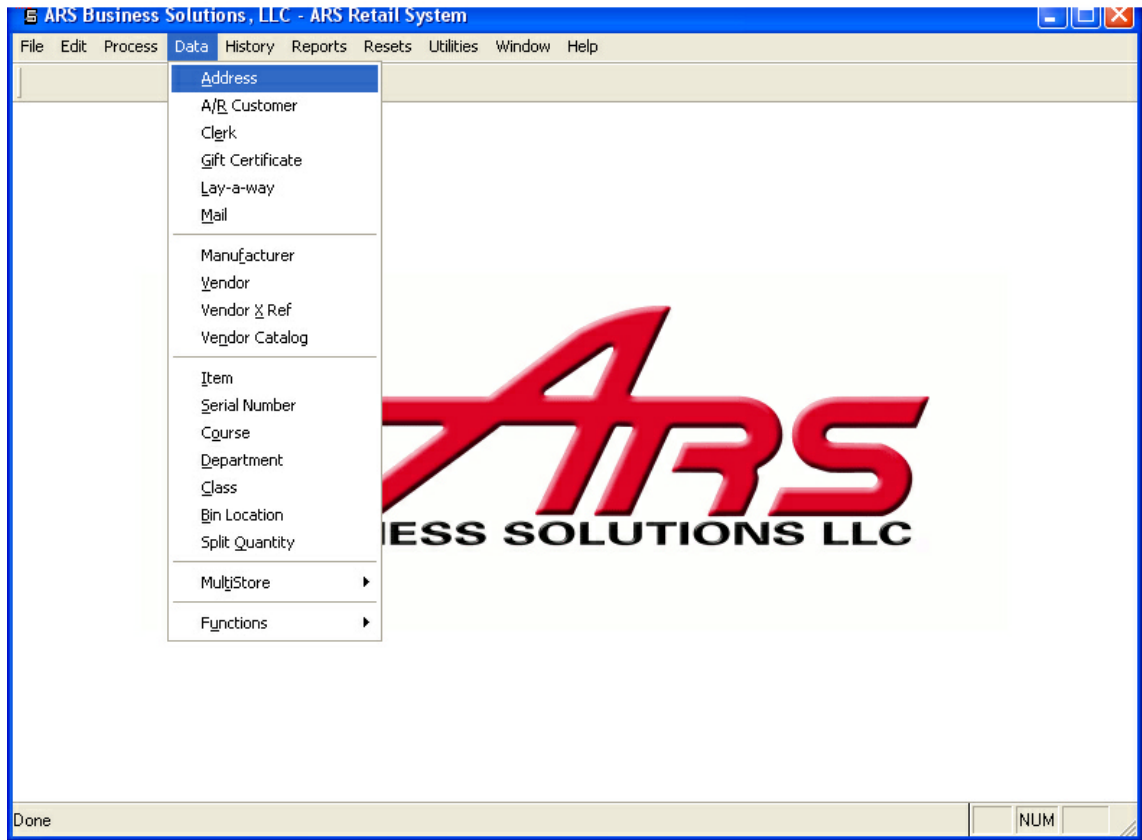 ARS Business Solutions, LLC - ARS Retail System
File Edit Process Data History Reports Resets Utilities Window Help
Address
A/R Customer
Clerk
Gift Certificate
Lay-a-way
Mail
Manufacturer
Vendor
Vendor X Ref
Vendor Catalog
Item
Serial Number
Course
Department
Class
Bin Location
Split Quantity
MultiStore
Functions
ARS
ESS SOLUTIONS LLC
Done NUM